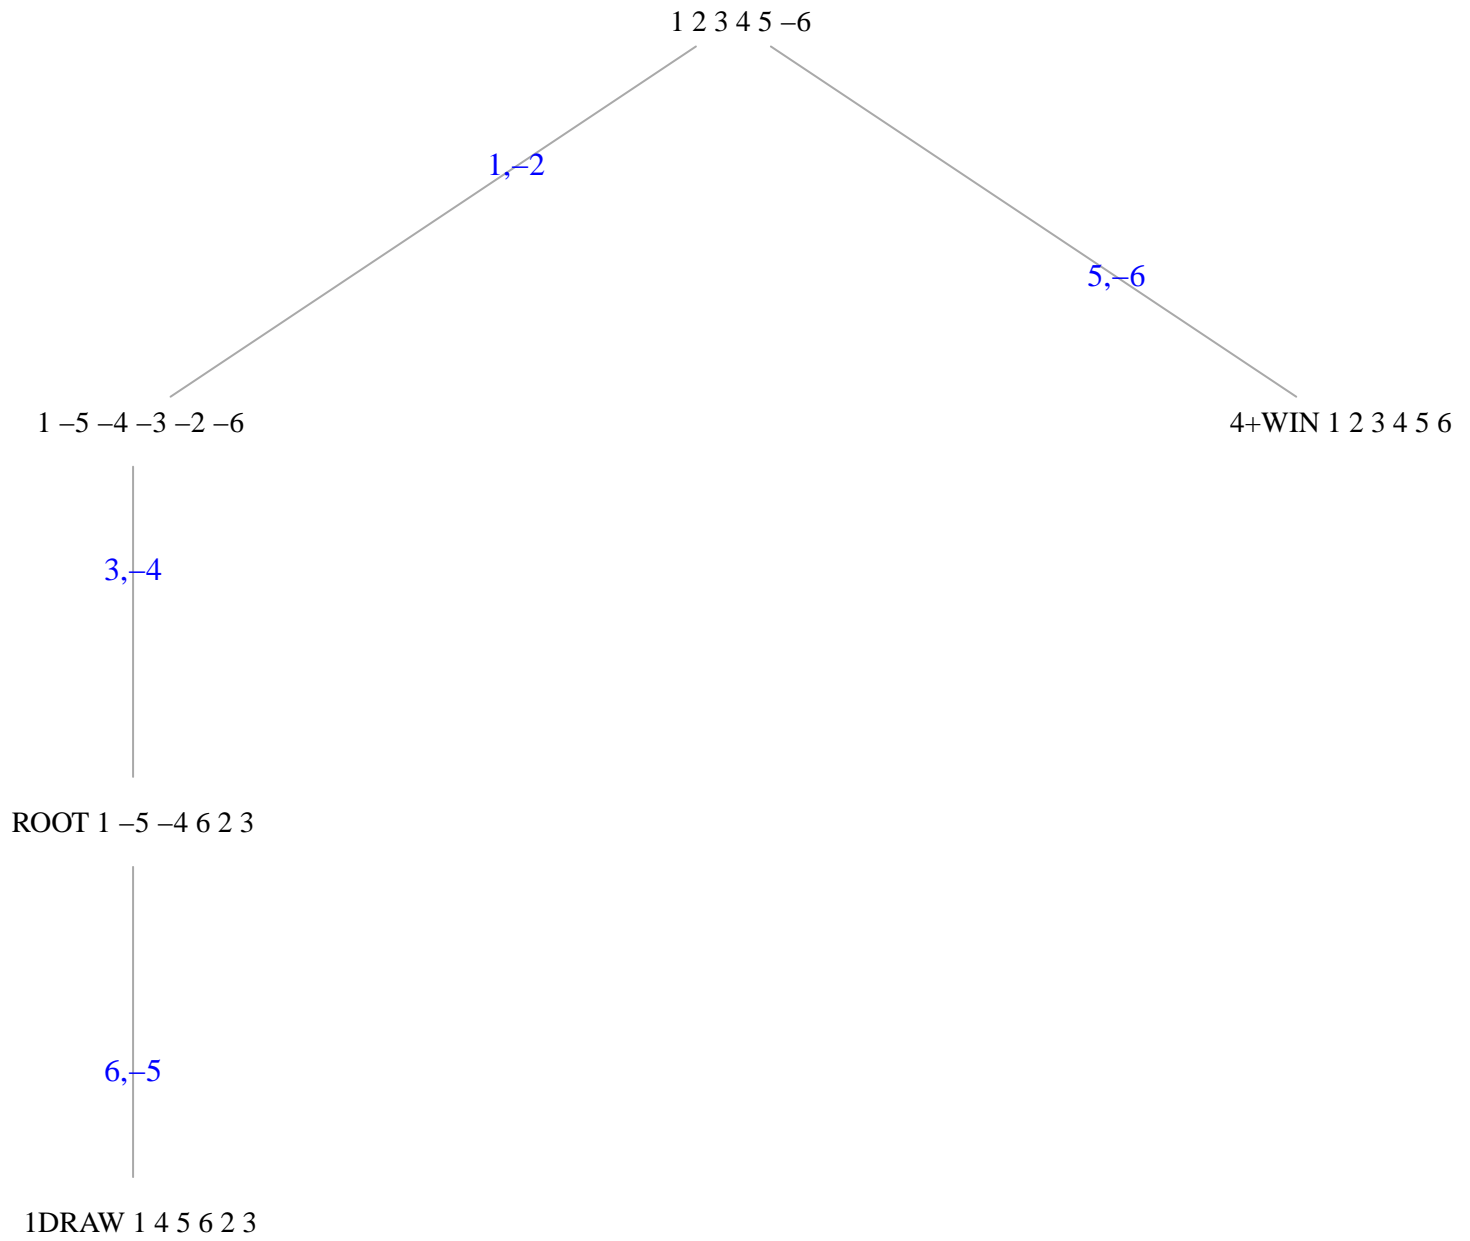 1 2 3 4 5 –6
1,–2
5,–6
1 –5 –4 –3 –2 –6
4+WIN 1 2 3 4 5 6
3,–4
ROOT 1 –5 –4 6 2 3
6,–5
1DRAW 1 4 5 6 2 3